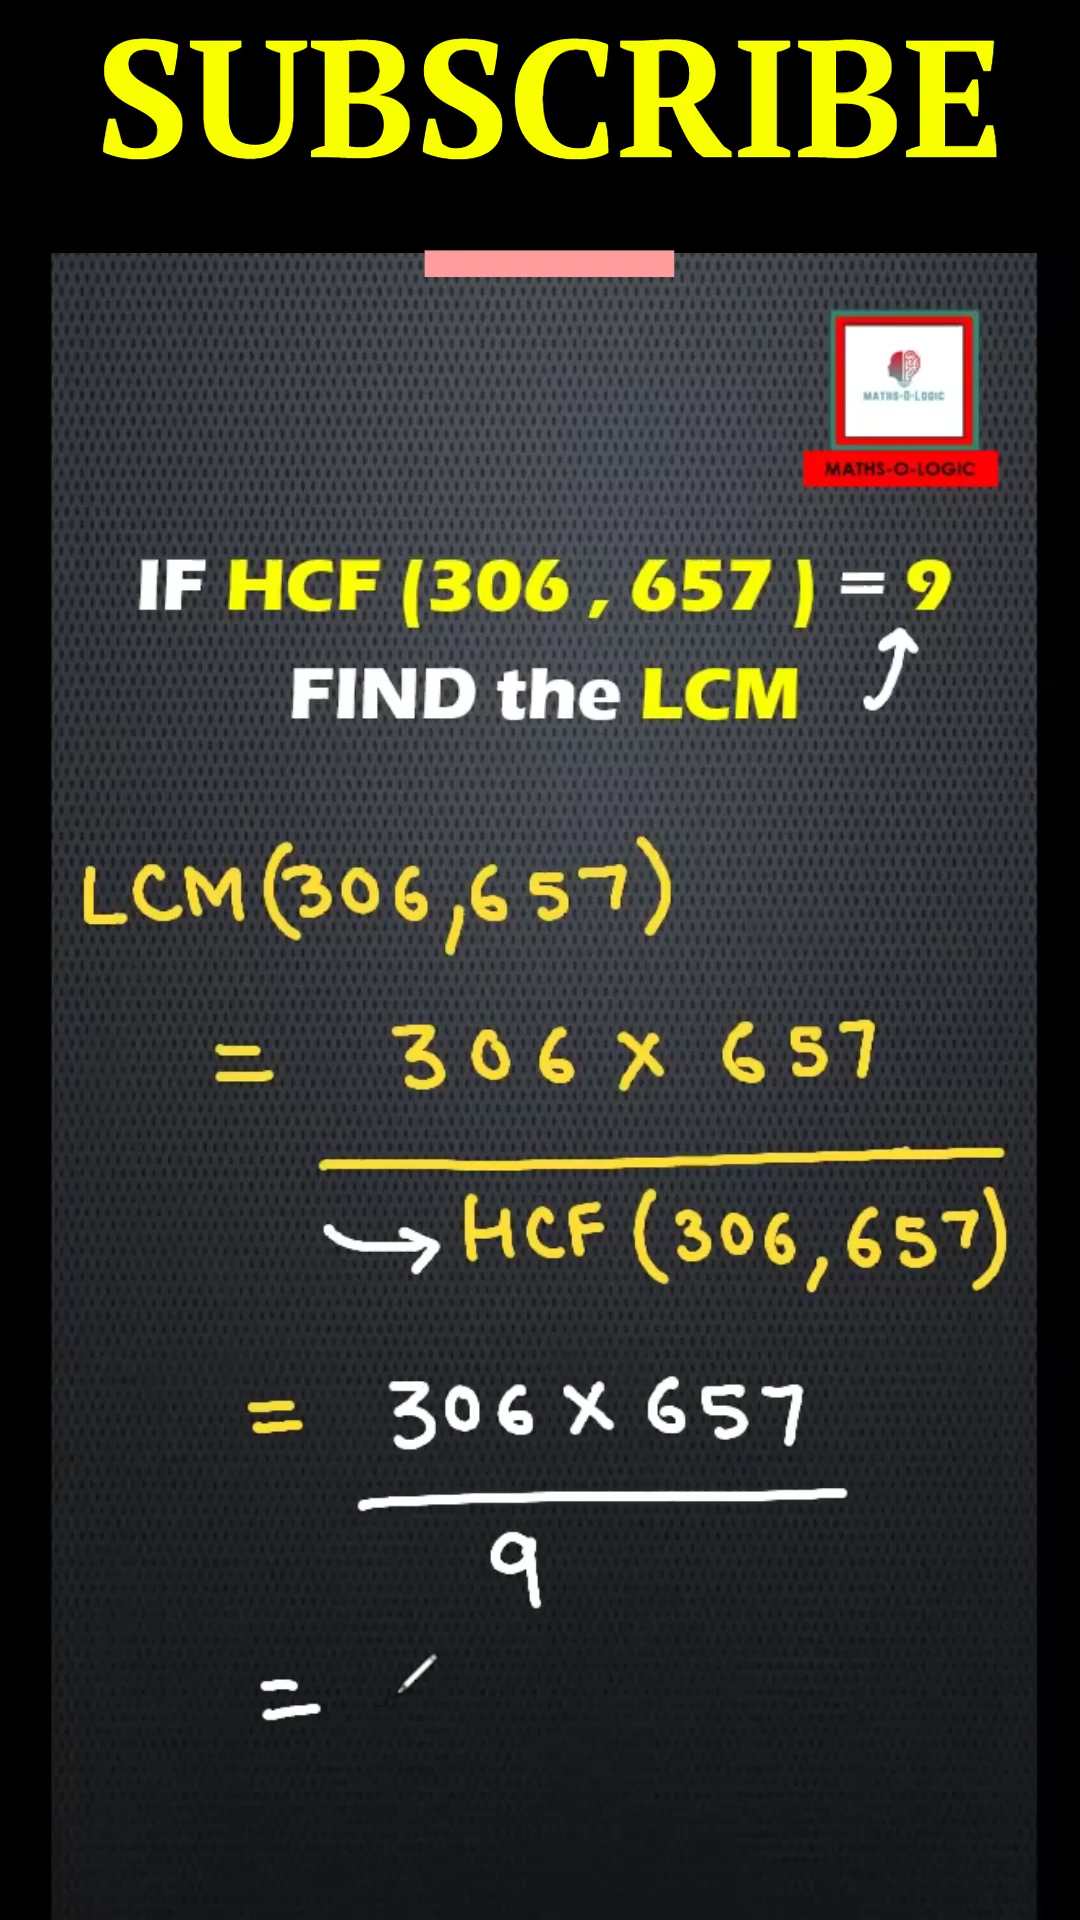 SUBSCRIBE
MATHS-O-LOGIC
MATHS-O-LOGIC
IF HCF (306 , 657 ) = 9
FIND the LCM
LCM(306,657)
= 306 x 657
HCF (306,657)
= 306 x 657
9
=